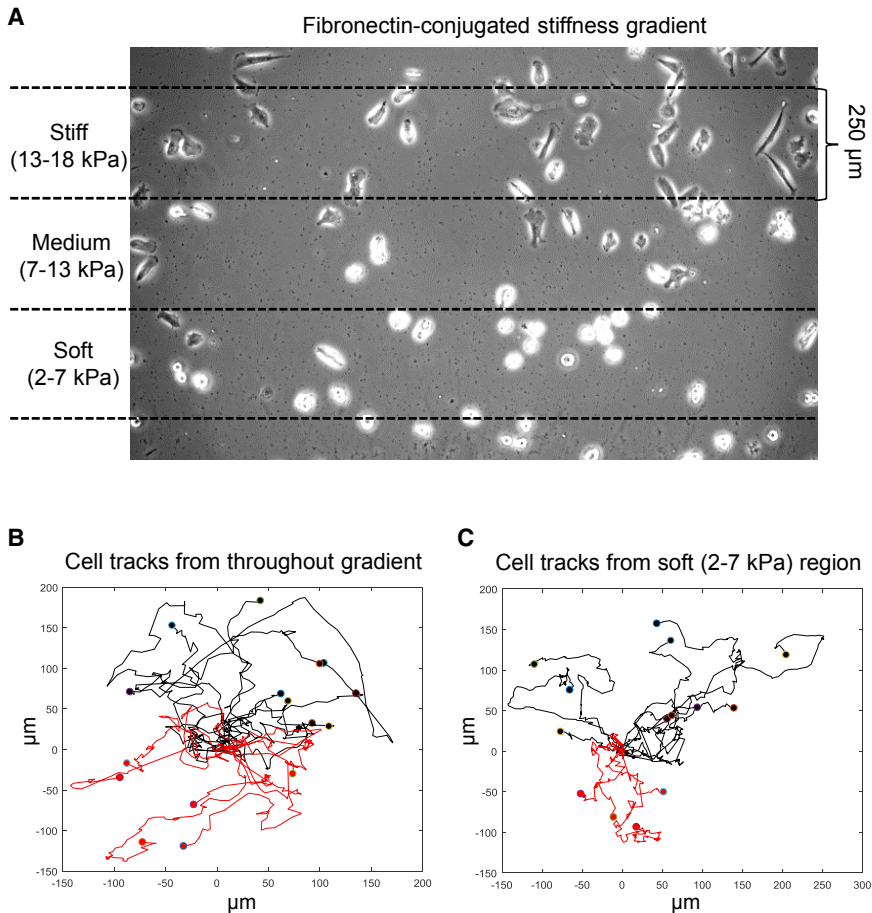 A
Fibronectin-conjugated stiffness gradient
Stiff
(13-18 kPa)
250 µm
Medium
(7-13 kPa)
Soft
(2-7 kPa)
B
Cell tracks from throughout gradient
200
150
100
50
0
-50
-100
-150
µm
-150
-100
-50
0
50
100
150
200
µm
C
Cell tracks from soft (2-7 kPa) region
200
150
100
50
0
-50
-100
-150
µm
-150
-100
-50
0
50
100
150
200
250
300
µm